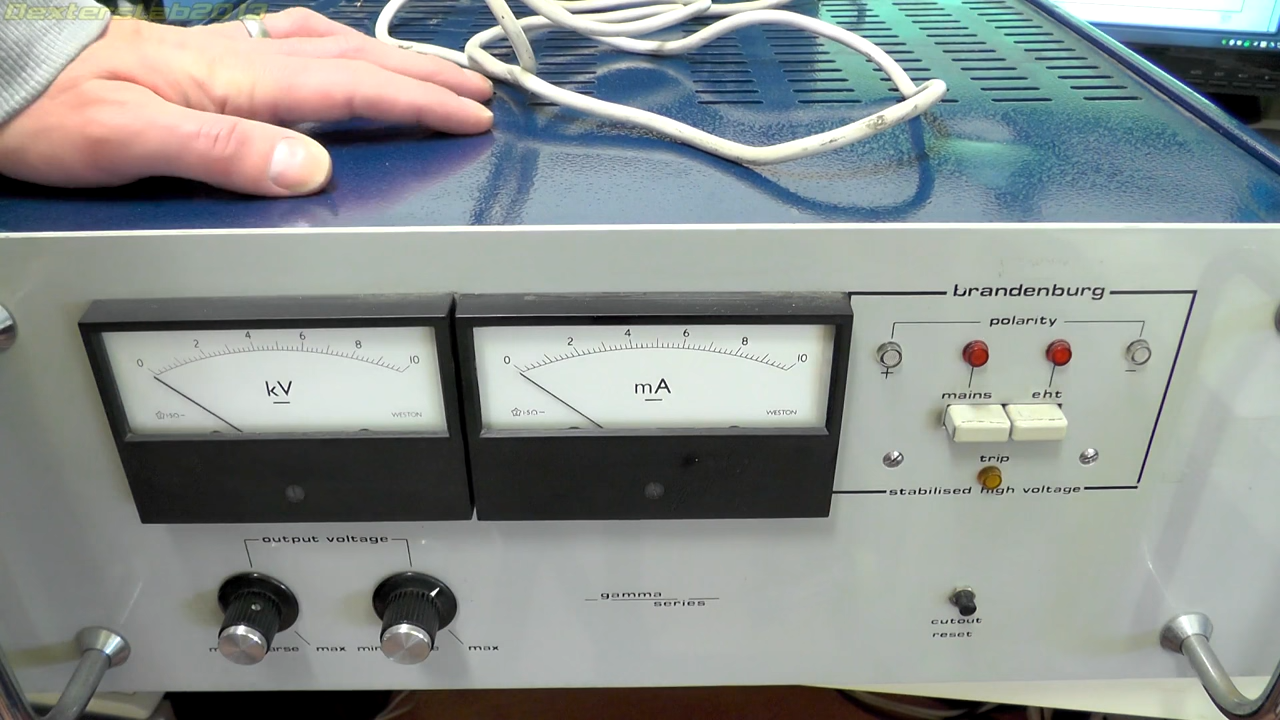 DextersLab2013
brandenburg
polarity
+ −
mains eht
trip
stabilised high voltage
0 2 4 6 8 10
kV
WESTON
0 2 4 6 8 10
mA
WESTON
output voltage
max max
gamma
series
cutout
reset